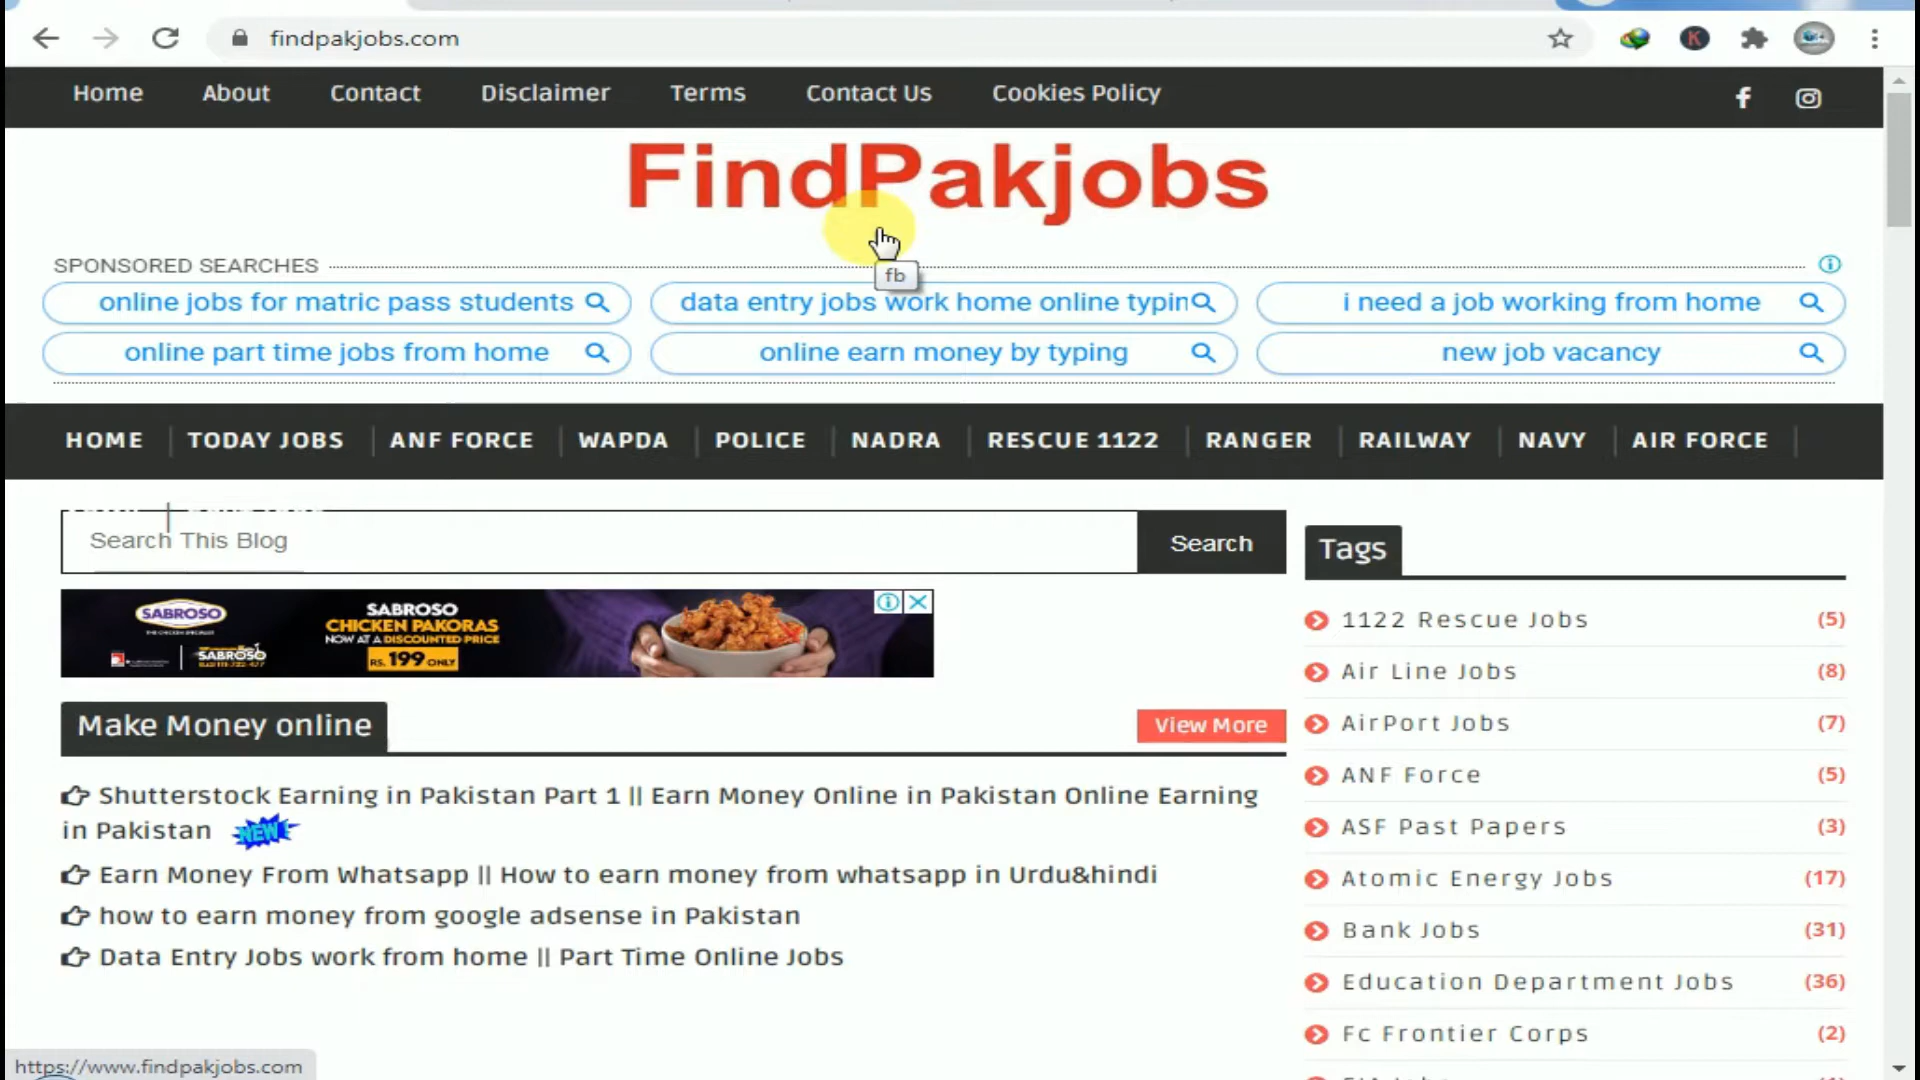 findpakjobs.com
Home About Contact Disclaimer Terms Contact Us Cookies Policy
FindPakjobs
fb
SPONSORED SEARCHES
online jobs for matric pass students
data entry jobs work home online typin
i need a job working from home
online part time jobs from home
online earn money by typing
new job vacancy
HOME TODAY JOBS ANF FORCE WAPDA POLICE NADRA RESCUE 1122 RANGER RAILWAY NAVY AIR FORCE
Search This Blog
Search
SABROSO
SABROSO
SABROSO
CHICKEN PAKORAS
NOW AT A DISCOUNTED PRICE
RS. 199 ONLY
Make Money online
View More
Shutterstock Earning in Pakistan Part 1 || Earn Money Online in Pakistan Online Earning
in Pakistan NEW!
Earn Money From Whatsapp || How to earn money from whatsapp in Urdu&hindi
how to earn money from google adsense in Pakistan
Data Entry Jobs work from home || Part Time Online Jobs
Tags
1122 Rescue Jobs (5)
Air Line Jobs (8)
AirPort Jobs (7)
ANF Force (5)
ASF Past Papers (3)
Atomic Energy Jobs (17)
Bank Jobs (31)
Education Department Jobs (36)
Fc Frontier Corps (2)
https://www.findpakjobs.com